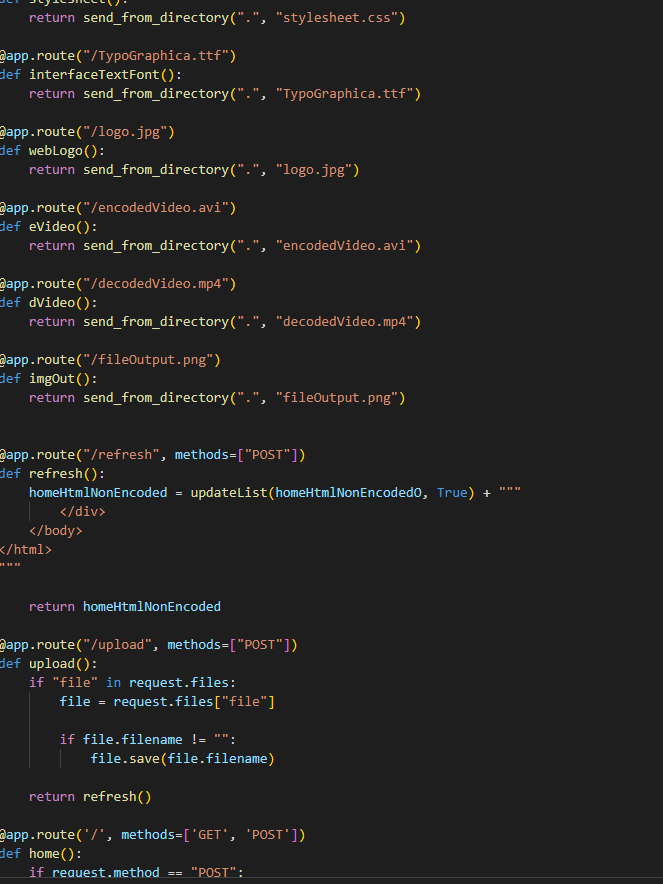 def stylesheet():
    return send_from_directory(".", "stylesheet.css")

@app.route("/TypoGraphica.ttf")
def interfaceTextFont():
    return send_from_directory(".", "TypoGraphica.ttf")

@app.route("/logo.jpg")
def webLogo():
    return send_from_directory(".", "logo.jpg")

@app.route("/encodedVideo.avi")
def eVideo():
    return send_from_directory(".", "encodedVideo.avi")

@app.route("/decodedVideo.mp4")
def dVideo():
    return send_from_directory(".", "decodedVideo.mp4")

@app.route("/fileOutput.png")
def imgOut():
    return send_from_directory(".", "fileOutput.png")


@app.route("/refresh", methods=["POST"])
def refresh():
    homeHtmlNonEncoded = updateList(homeHtmlNonEncodedO, True) + """
        </div>
    </body>
</html>
"""

    return homeHtmlNonEncoded

@app.route("/upload", methods=["POST"])
def upload():
    if "file" in request.files:
        file = request.files["file"]

        if file.filename != "":
            file.save(file.filename)

    return refresh()

@app.route('/', methods=['GET', 'POST'])
def home():
    if request.method == "POST":